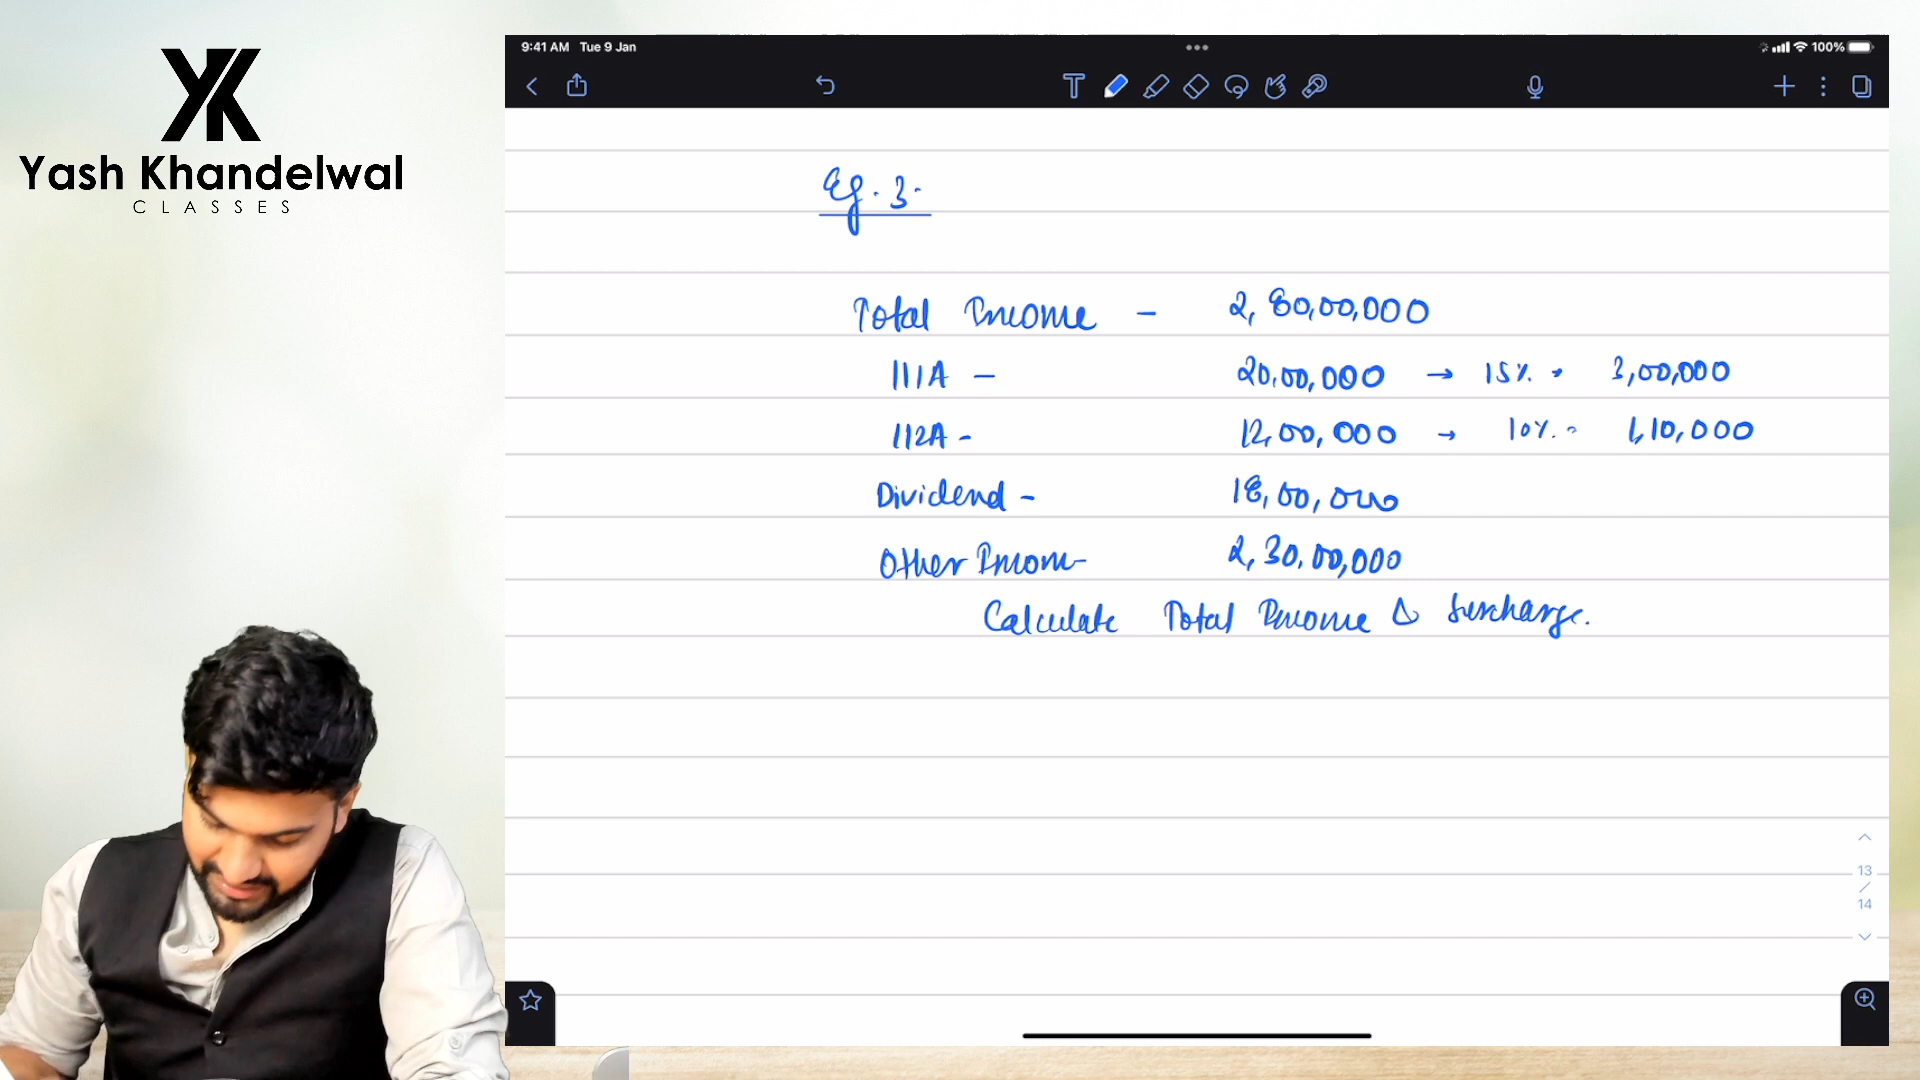 YK
Yash Khandelwal
CLASSES
9:41 AM Tue 9 Jan
100%
Eg. 3.
Total Income - 2,80,00,000
111A - 20,00,000 → 15% = 3,00,000
112A - 12,00,000 → 10% = 1,10,000
Dividend - 18,00,000
Other Income - 2,30,00,000
Calculate Total Income & Surcharge.
13
/
14